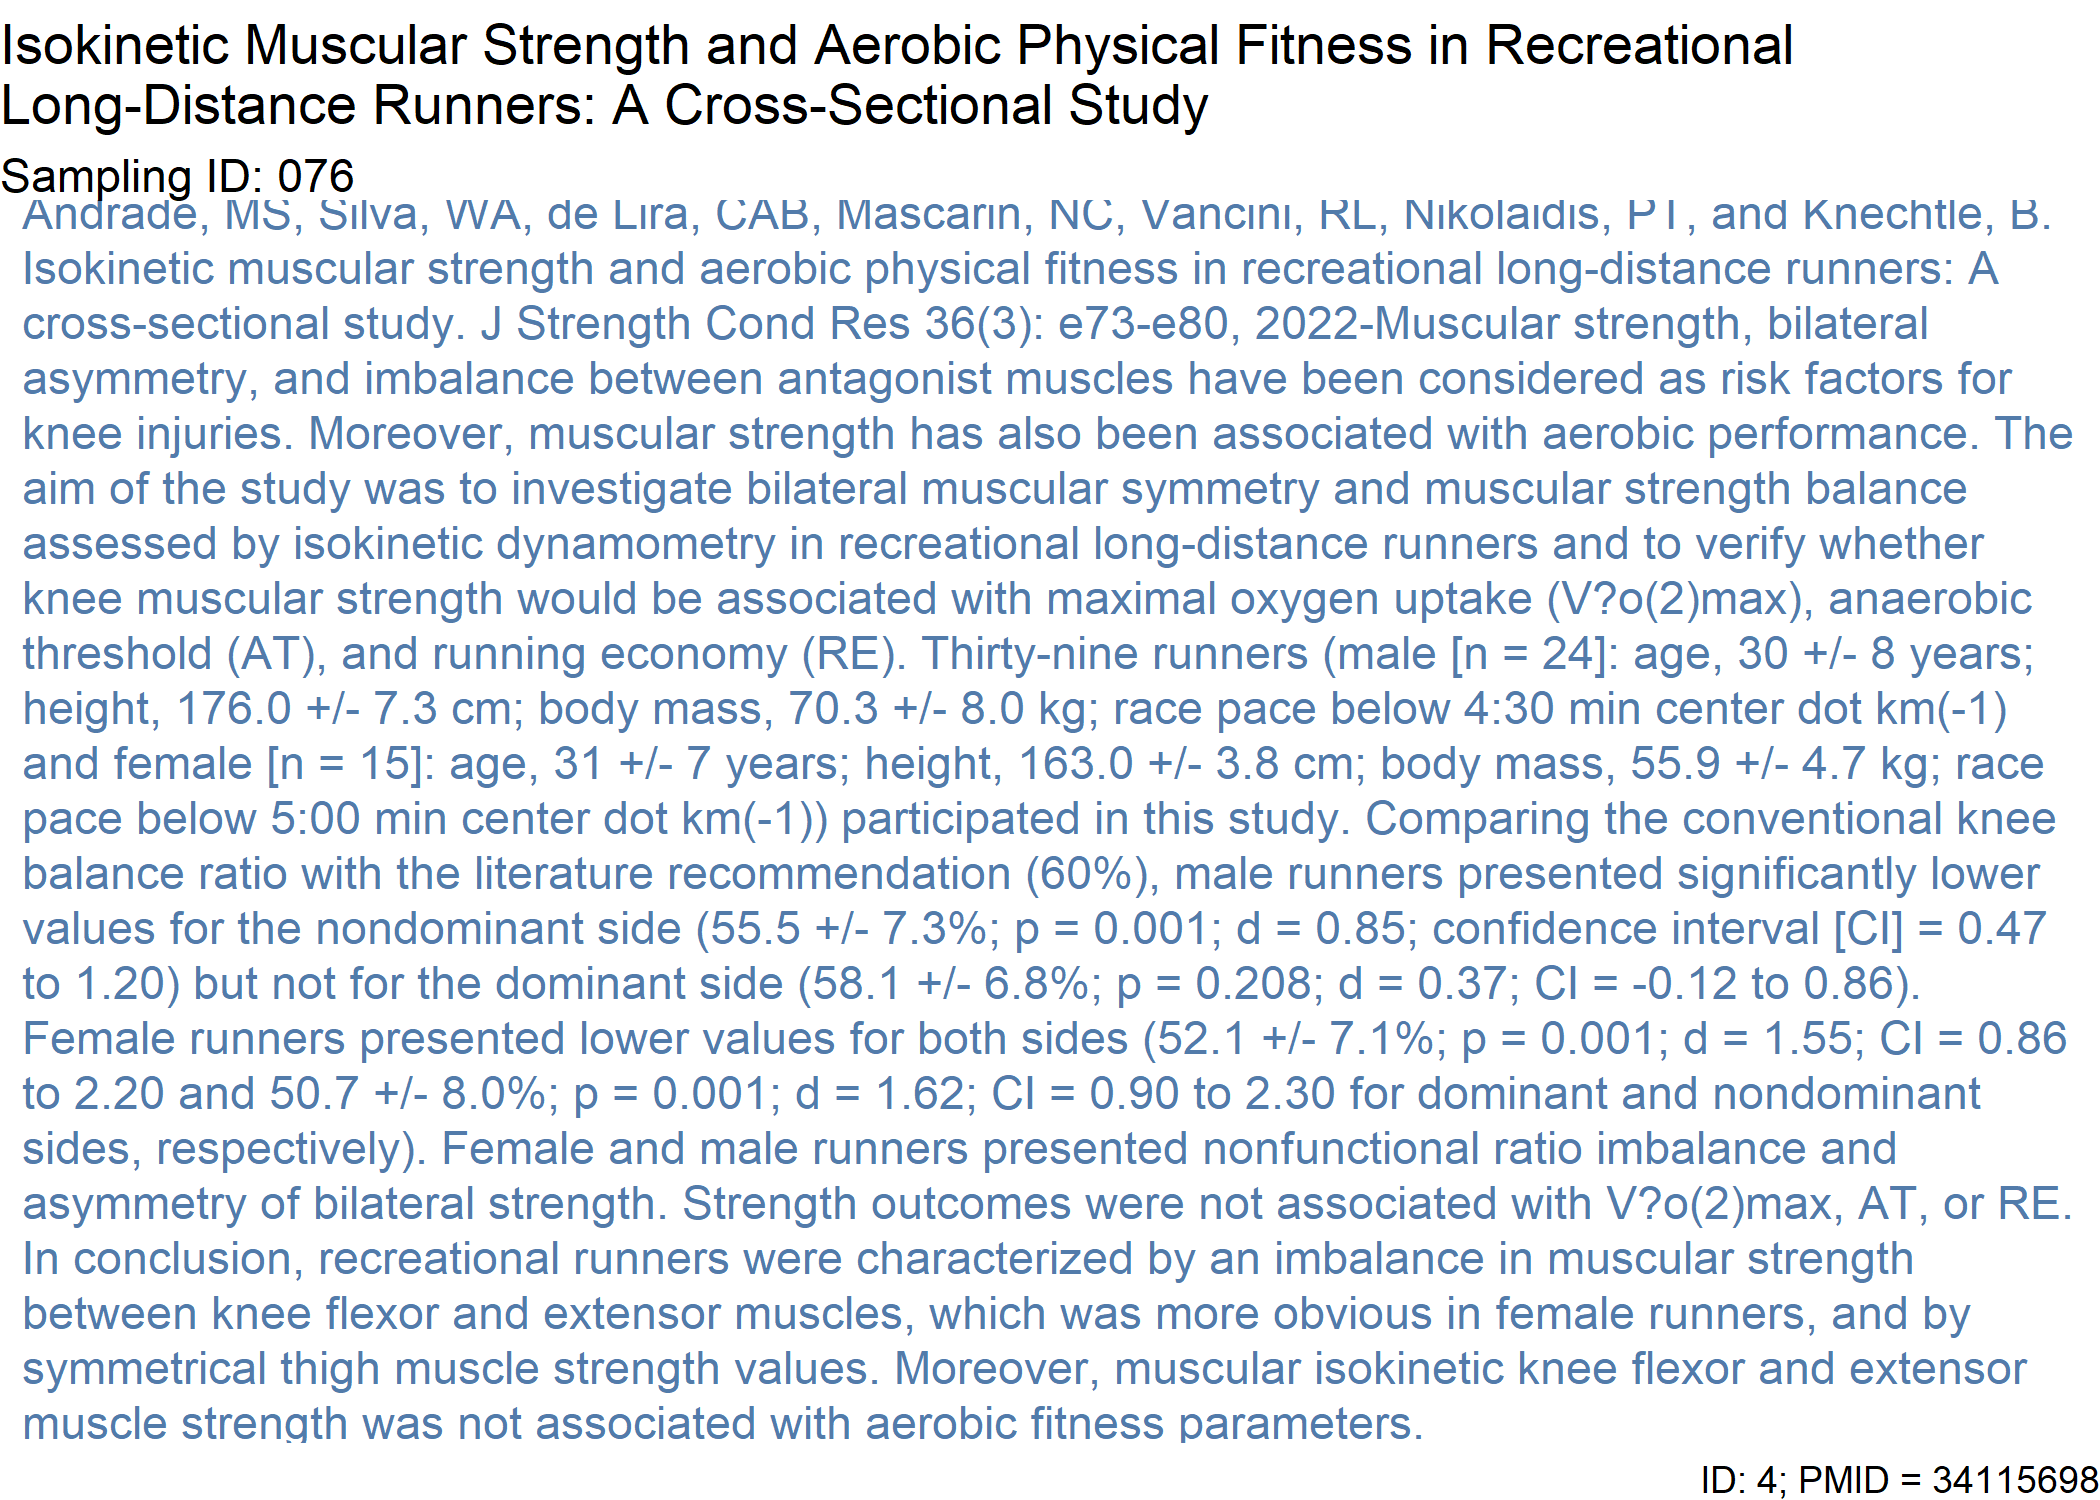 Isokinetic Muscular Strength and Aerobic Physical Fitness in Recreational
Long-Distance Runners: A Cross-Sectional Study
Sampling ID: 076
Andrade, MS, Silva, WA, de Lira, CAB, Mascarin, NC, Vancini, RL, Nikolaidis, PT, and Knechtle, B.
Isokinetic muscular strength and aerobic physical fitness in recreational long-distance runners: A
cross-sectional study. J Strength Cond Res 36(3): e73-e80, 2022-Muscular strength, bilateral
asymmetry, and imbalance between antagonist muscles have been considered as risk factors for
knee injuries. Moreover, muscular strength has also been associated with aerobic performance. The
aim of the study was to investigate bilateral muscular symmetry and muscular strength balance
assessed by isokinetic dynamometry in recreational long-distance runners and to verify whether
knee muscular strength would be associated with maximal oxygen uptake (V?o(2)max), anaerobic
threshold (AT), and running economy (RE). Thirty-nine runners (male [n = 24]: age, 30 +/- 8 years;
height, 176.0 +/- 7.3 cm; body mass, 70.3 +/- 8.0 kg; race pace below 4:30 min center dot km(-1)
and female [n = 15]: age, 31 +/- 7 years; height, 163.0 +/- 3.8 cm; body mass, 55.9 +/- 4.7 kg; race
pace below 5:00 min center dot km(-1)) participated in this study. Comparing the conventional knee
balance ratio with the literature recommendation (60%), male runners presented significantly lower
values for the nondominant side (55.5 +/- 7.3%; p = 0.001; d = 0.85; confidence interval [CI] = 0.47
to 1.20) but not for the dominant side (58.1 +/- 6.8%; p = 0.208; d = 0.37; CI = -0.12 to 0.86).
Female runners presented lower values for both sides (52.1 +/- 7.1%; p = 0.001; d = 1.55; CI = 0.86
to 2.20 and 50.7 +/- 8.0%; p = 0.001; d = 1.62; CI = 0.90 to 2.30 for dominant and nondominant
sides, respectively). Female and male runners presented nonfunctional ratio imbalance and
asymmetry of bilateral strength. Strength outcomes were not associated with V?o(2)max, AT, or RE.
In conclusion, recreational runners were characterized by an imbalance in muscular strength
between knee flexor and extensor muscles, which was more obvious in female runners, and by
symmetrical thigh muscle strength values. Moreover, muscular isokinetic knee flexor and extensor
muscle strength was not associated with aerobic fitness parameters.
ID: 4; PMID = 34115698